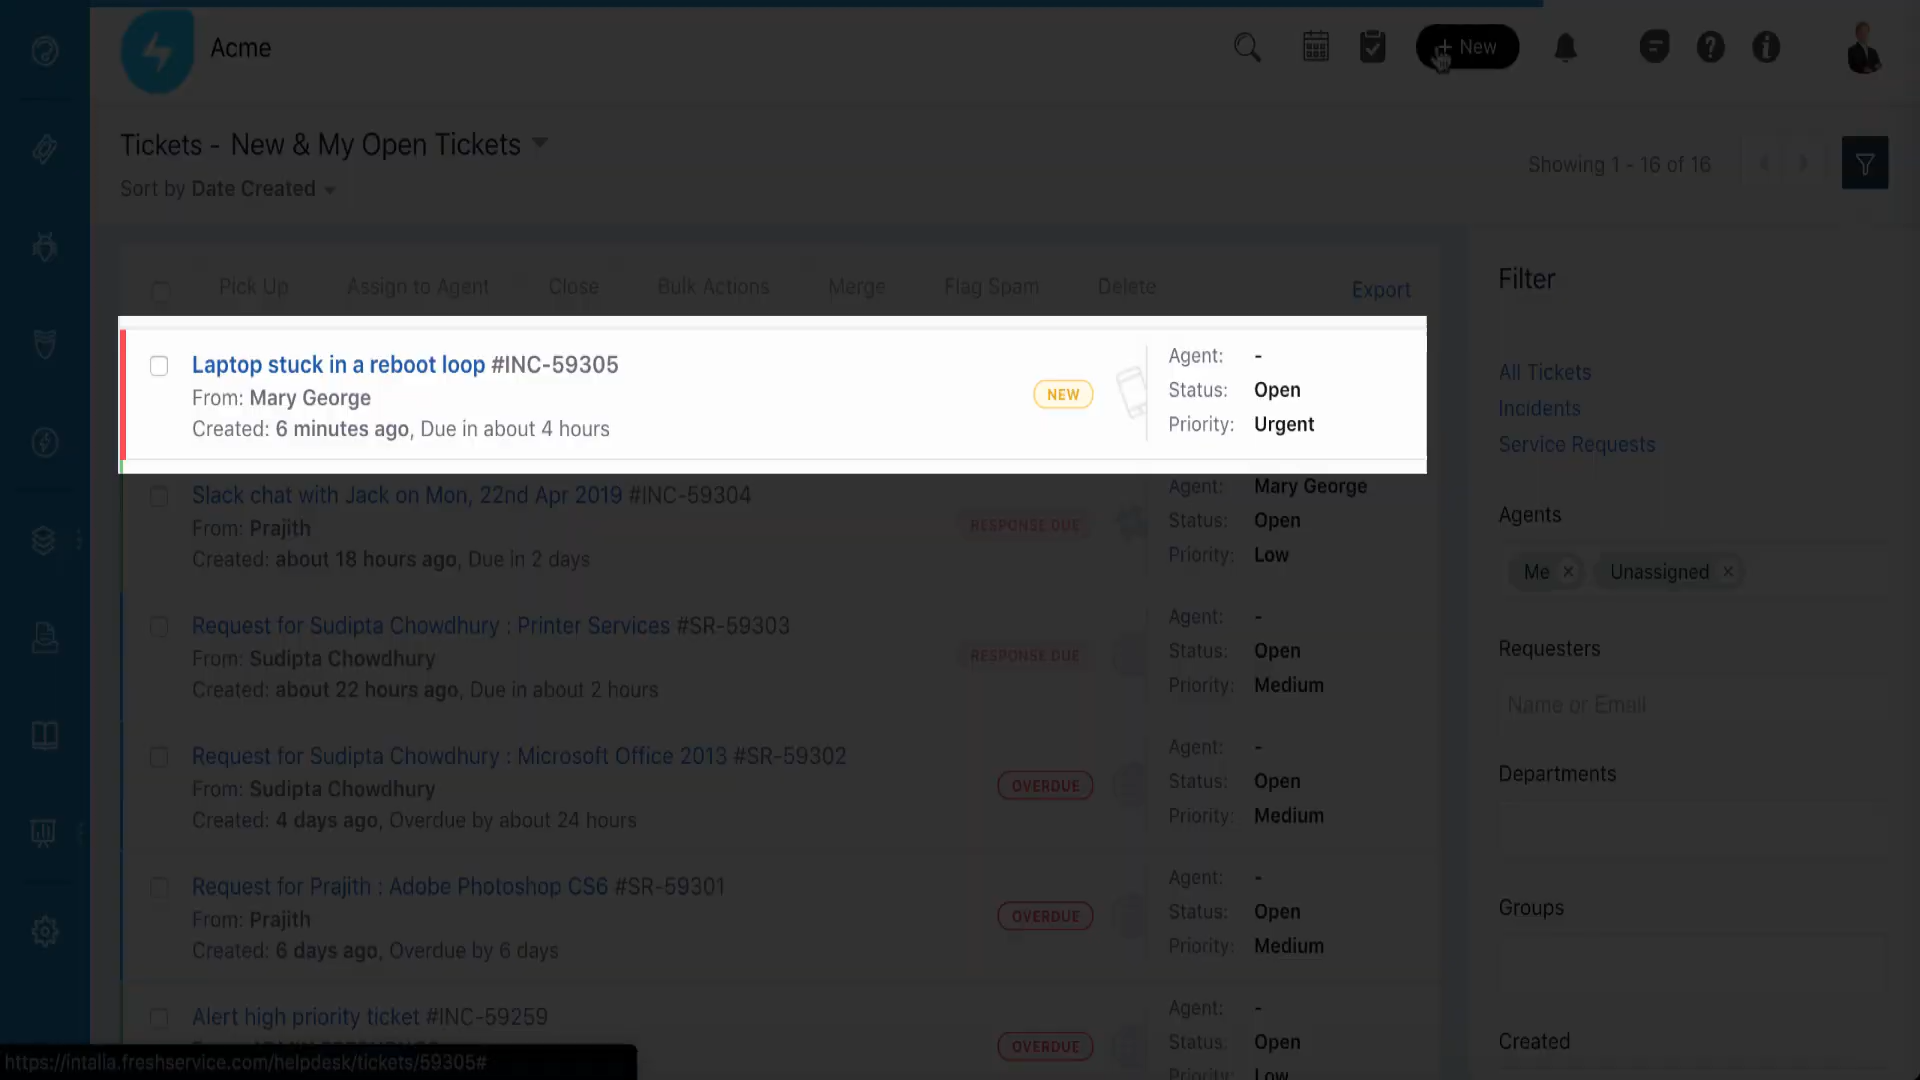 Acme
New
Tickets - New & My Open Tickets
Showing 1 - 16 of 16
Sort by Date Created
Pick Up Assign to Agent Close Bulk Actions Merge Flag Spam Delete Export
Laptop stuck in a reboot loop #INC-59305
From: Mary George
Created: 6 minutes ago, Due in about 4 hours
NEW
Agent: -
Status: Open
Priority: Urgent
Slack chat with Jack on Mon, 22nd Apr 2019 #INC-59304
From: Prajith
Created: about 18 hours ago, Due in 2 days
RESPONSE DUE
Agent: Mary George
Status: Open
Priority: Low
Request for Sudipta Chowdhury : Printer Services #SR-59303
From: Sudipta Chowdhury
Created: about 22 hours ago, Due in about 2 hours
RESPONSE DUE
Agent: -
Status: Open
Priority: Medium
Request for Sudipta Chowdhury : Microsoft Office 2013 #SR-59302
From: Sudipta Chowdhury
Created: 4 days ago, Overdue by about 24 hours
OVERDUE
Agent: -
Status: Open
Priority: Medium
Request for Prajith : Adobe Photoshop CS6 #SR-59301
From: Prajith
Created: 6 days ago, Overdue by 6 days
OVERDUE
Agent: -
Status: Open
Priority: Medium
Alert high priority ticket #INC-59259
OVERDUE
Agent: -
Status: Open
Priority: Low
Filter
All Tickets
Incidents
Service Requests
Agents
Me × Unassigned ×
Requesters
Name or Email
Departments
Groups
Created
https://intalia.freshservice.com/helpdesk/tickets/59305#